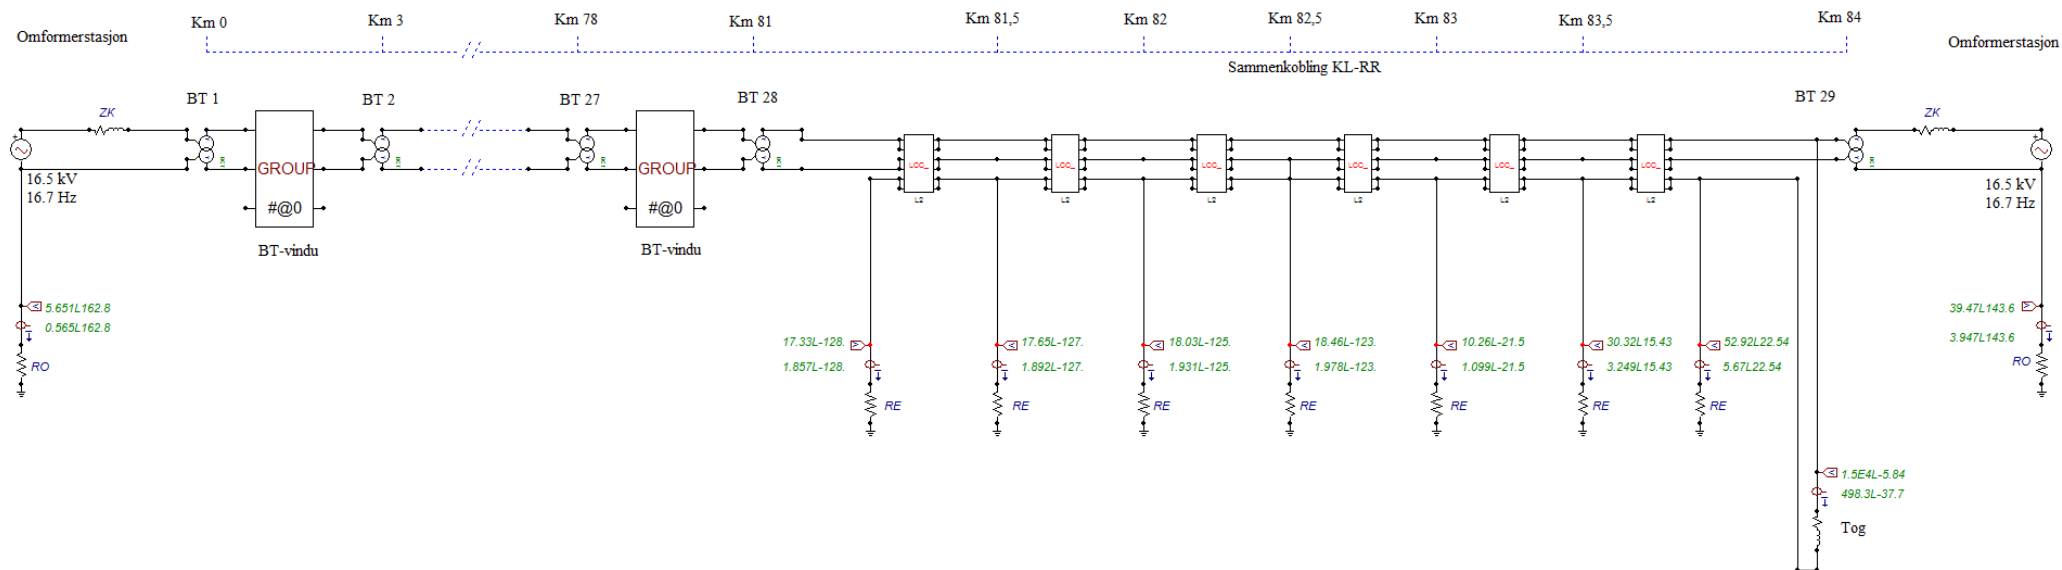 Km 0
Km 3
Km 78
Km 81
Km 81,5
Km 82
Km 82,5
Km 83
Km 83,5
Km 84
Omformerstasjon
Omformerstasjon
Sammenkobling KL-RR
BT 1
BT 2
BT 27
BT 28
BT 29
ZK
ZK
GROUP
#@0
BT-vindu
GROUP
#@0
BT-vindu
LCC_
LCC_
LCC_
LCC_
LCC_
LCC_
16.5 kV
16.7 Hz
16.5 kV
16.7 Hz
5.651L162.8
0.565L162.8
RO
17.33L-128.
1.857L-128.
RE
17.65L-127.
1.892L-127.
RE
18.03L-125.
1.931L-125.
RE
18.46L-123.
1.978L-123.
RE
10.26L-21.5
1.099L-21.5
RE
30.32L15.43
3.249L15.43
RE
52.92L22.54
5.67L22.54
RE
39.47L143.6
3.947L143.6
RO
1.5E4L-5.84
498.3L-37.7
Tog